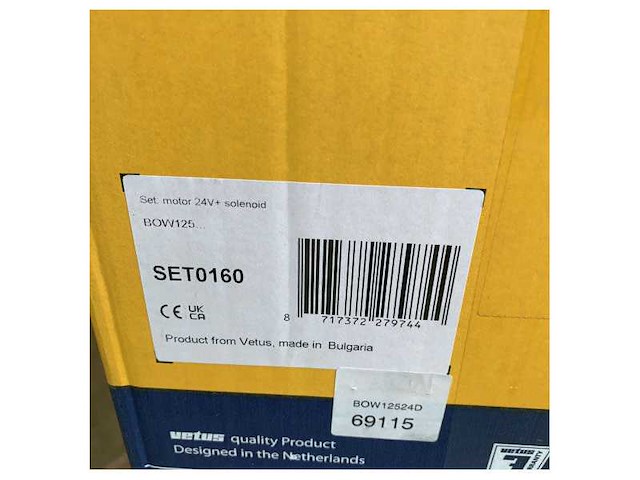 Set. motor 24V+ solenoid
BOW125...
SET0160
CE UK CA
8 717372 279744
Product from Vetus, made in Bulgaria
BOW12524D
69115
vetus quality Product
Designed in the Netherlands
vetus